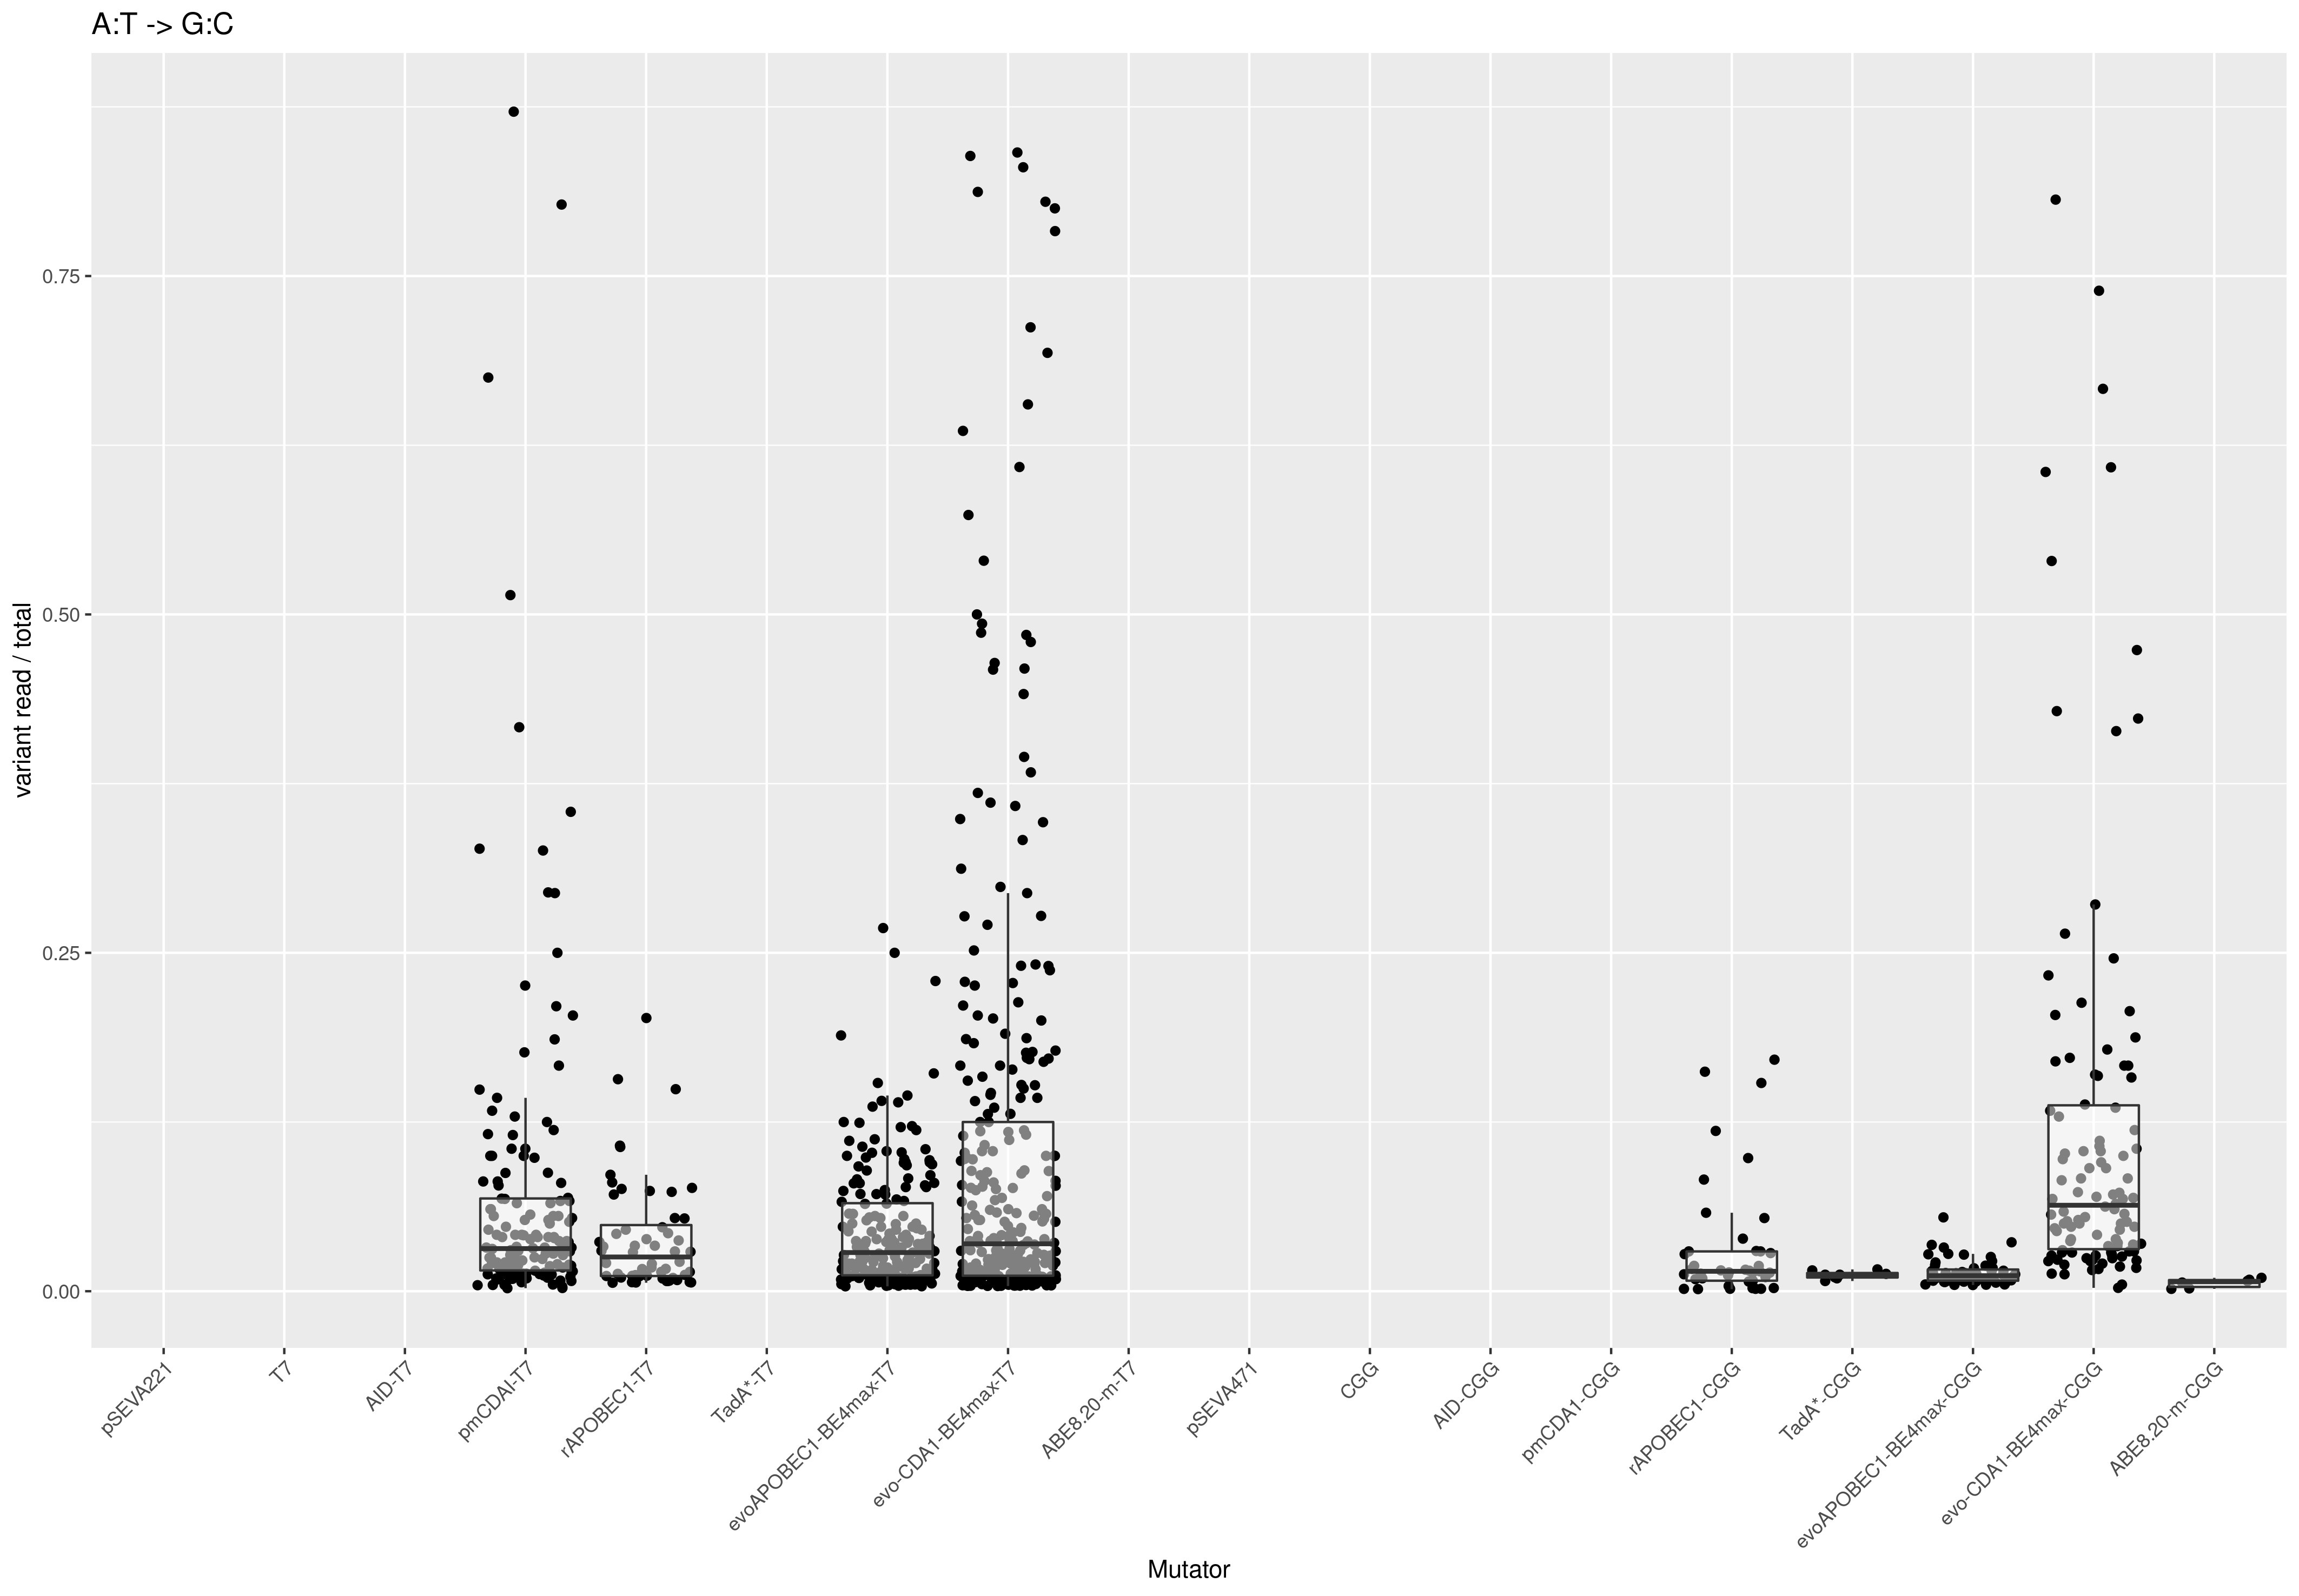 A:T -> G:C
variant read / total
0.75
0.50
0.25
0.00
pSEVA221
T7
AID-T7
pmCDAI-T7
rAPOBEC1-T7
TadA*-T7
evoAPOBEC1-BE4max-T7
evo-CDA1-BE4max-T7
ABE8.20-m-T7
pSEVA471
CGG
AID-CGG
pmCDA1-CGG
rAPOBEC1-CGG
TadA*-CGG
evoAPOBEC1-BE4max-CGG
evo-CDA1-BE4max-CGG
ABE8.20-m-CGG
Mutator